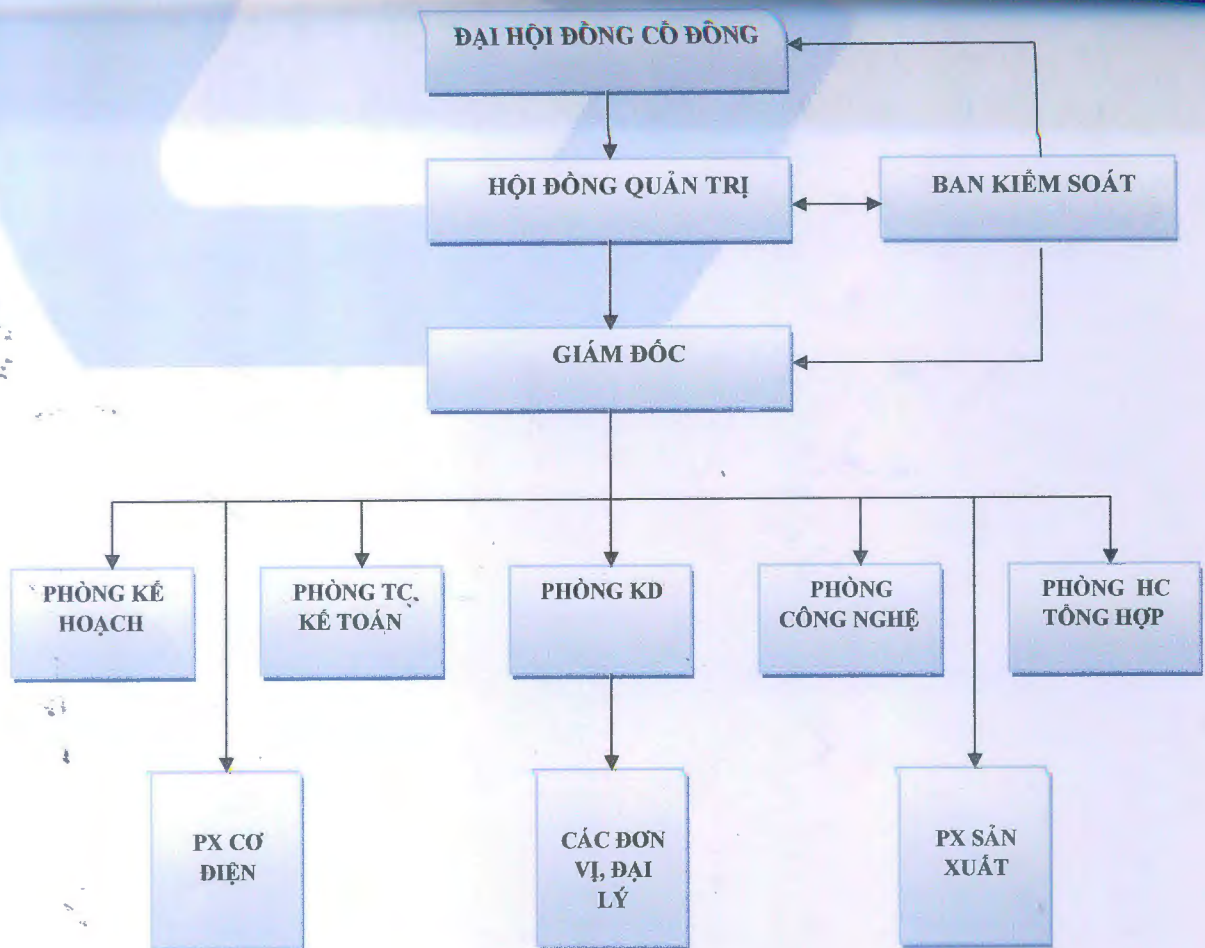 ĐẠI HỘI ĐỒNG CỔ ĐÔNG
HỘI ĐỒNG QUẢN TRỊ
BAN KIỂM SOÁT
GIÁM ĐỐC
PHÒNG KẾ
HOẠCH
PHÒNG TC,
KẾ TOÁN
PHÒNG KD
PHÒNG
CÔNG NGHỆ
PHÒNG HC
TỔNG HỢP
PX CƠ
ĐIỆN
CÁC ĐƠN
VỊ, ĐẠI
LÝ
PX SẢN
XUẤT